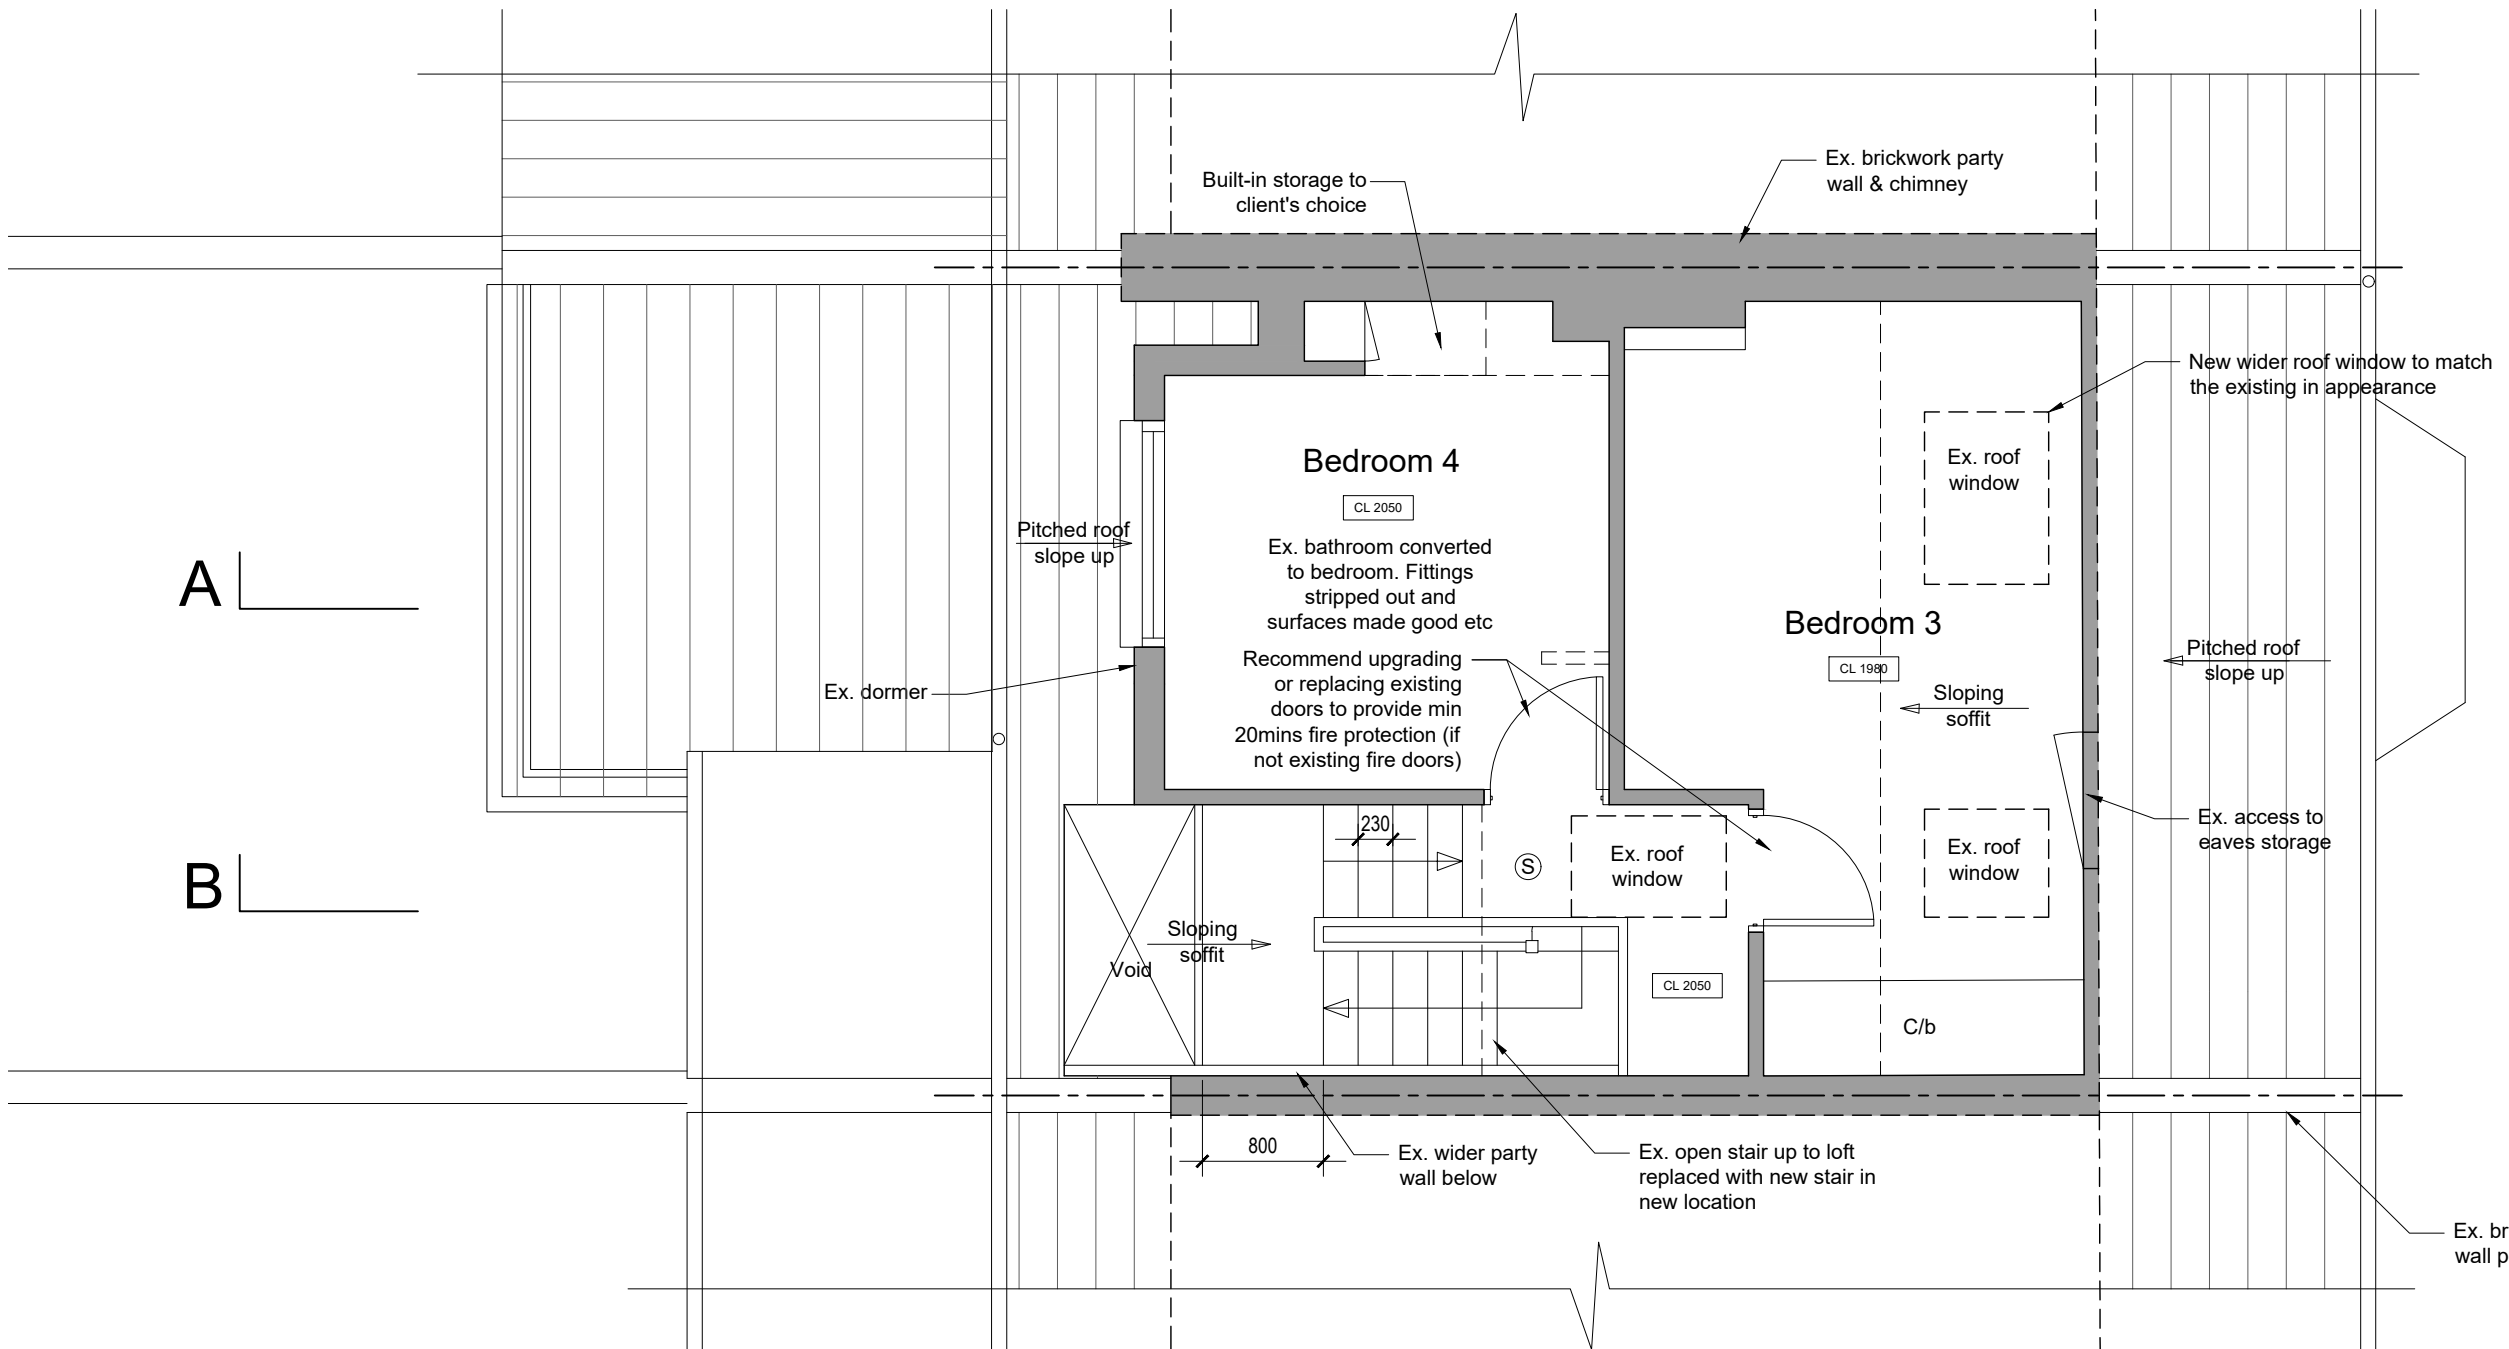 Ex. brickwork party
wall & chimney
Built-in storage to
client's choice
New wider roof window to match
the existing in appearance
Bedroom 4
CL 2050
Ex. bathroom converted
to bedroom. Fittings
stripped out and
surfaces made good etc
Recommend upgrading
or replacing existing
doors to provide min
20mins fire protection (if
not existing fire doors)
Ex. roof
window
Pitched roof
slope up
A
Bedroom 3
CL 1980
Sloping
soffit
Pitched roof
slope up
Ex. dormer
Ex. access to
eaves storage
230
S
Ex. roof
window
Ex. roof
window
B
Sloping
soffit
Void
CL 2050
C/b
800
Ex. wider party
wall below
Ex. open stair up to loft
replaced with new stair in
new location
Ex. br
wall p